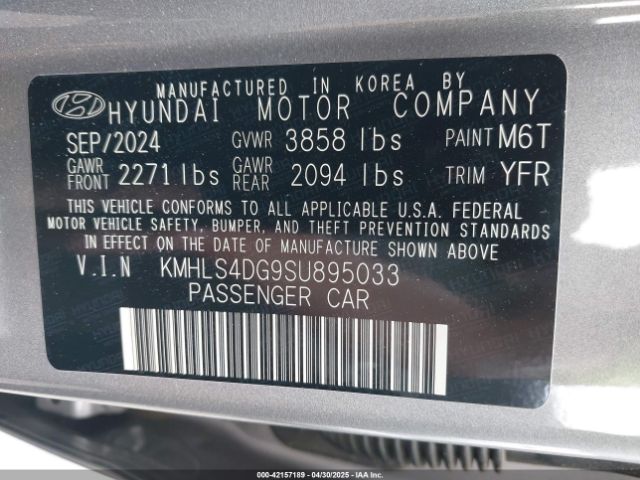 MANUFACTURED IN KOREA BY
HYUNDAI MOTOR COMPANY
SEP/2024 GVWR 3858 lbs PAINT M6T
GAWR FRONT 2271 lbs GAWR REAR 2094 lbs TRIM YFR
THIS VEHICLE CONFORMS TO ALL APPLICABLE U.S.A. FEDERAL
MOTOR VEHICLE SAFETY, BUMPER, AND THEFT PREVENTION STANDARDS
IN EFFECT ON THE DATE OF MANUFACTURE SHOWN ABOVE.
V.I.N KMHLS4DG9SU895033
PASSENGER CAR
000-42157189 - 04/30/2025 - IAAI.COM